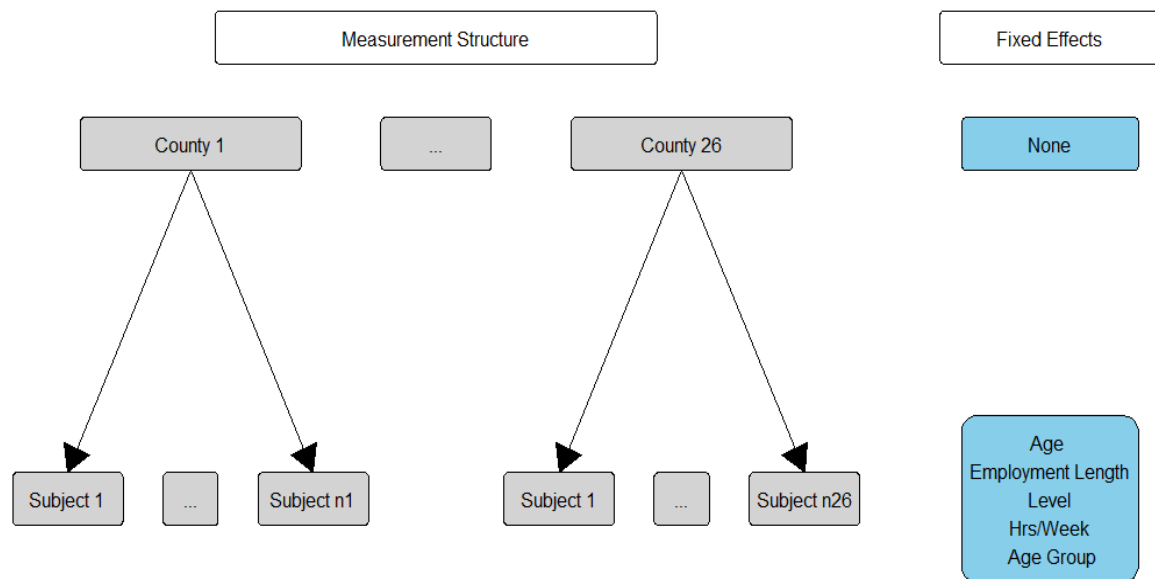 Measurement Structure
Fixed Effects
County 1
...
County 26
None
Age
Employment Length
Level
Hrs/Week
Age Group
Subject 1
...
Subject n1
Subject 1
...
Subject n26